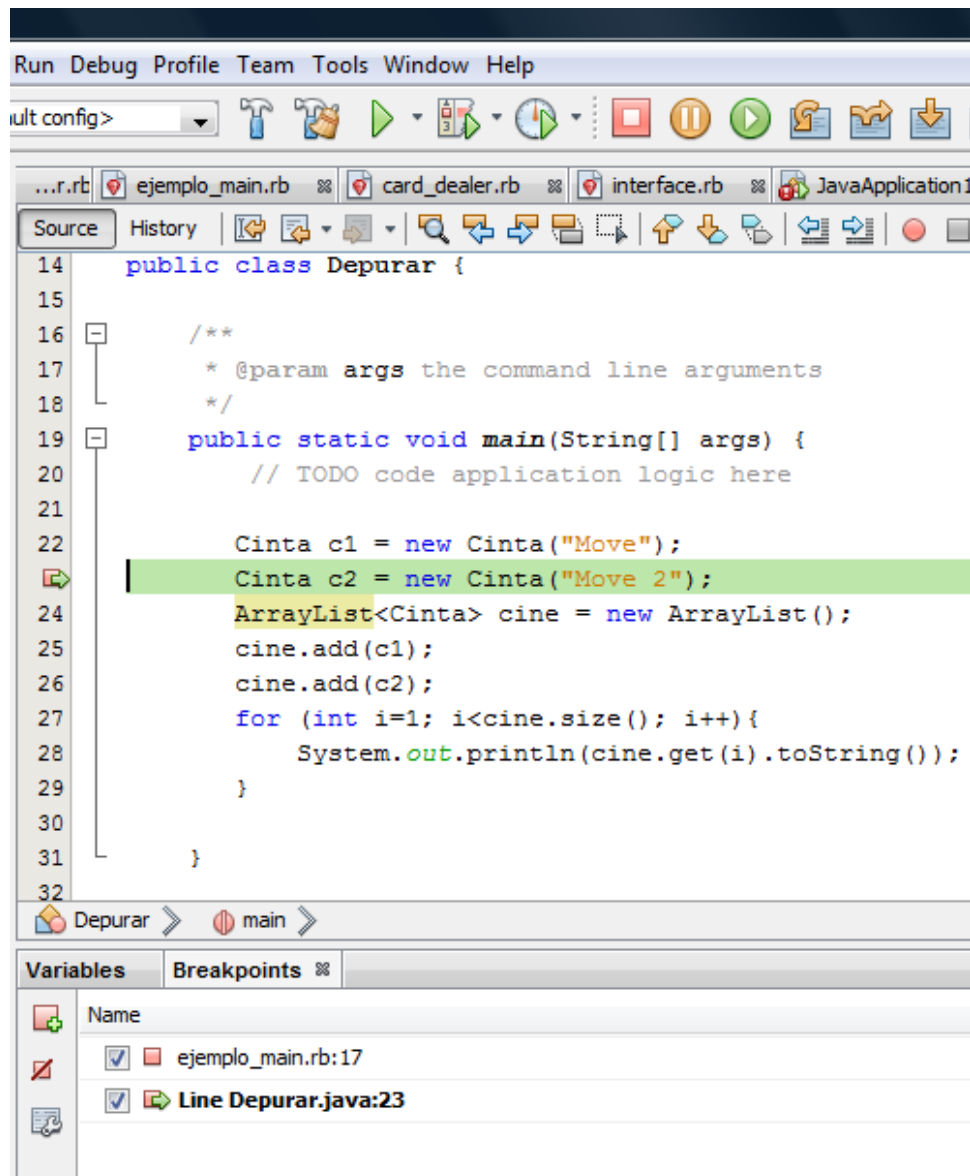 Run Debug Profile Team Tools Window Help
ult config>
...r.rb ejemplo_main.rb card_dealer.rb interface.rb JavaApplication1
Source History
14 public class Depurar {
15
16 /**
17 * @param args the command line arguments
18 */
19 public static void main(String[] args) {
20 // TODO code application logic here
21
22 Cinta c1 = new Cinta("Move");
Cinta c2 = new Cinta("Move 2");
24 ArrayList<Cinta> cine = new ArrayList();
25 cine.add(c1);
26 cine.add(c2);
27 for (int i=1; i<cine.size(); i++){
28 System.out.println(cine.get(i).toString());
29 }
30
31 }
32
Depurar main
Variables Breakpoints
Name
ejemplo_main.rb:17
Line Depurar.java:23